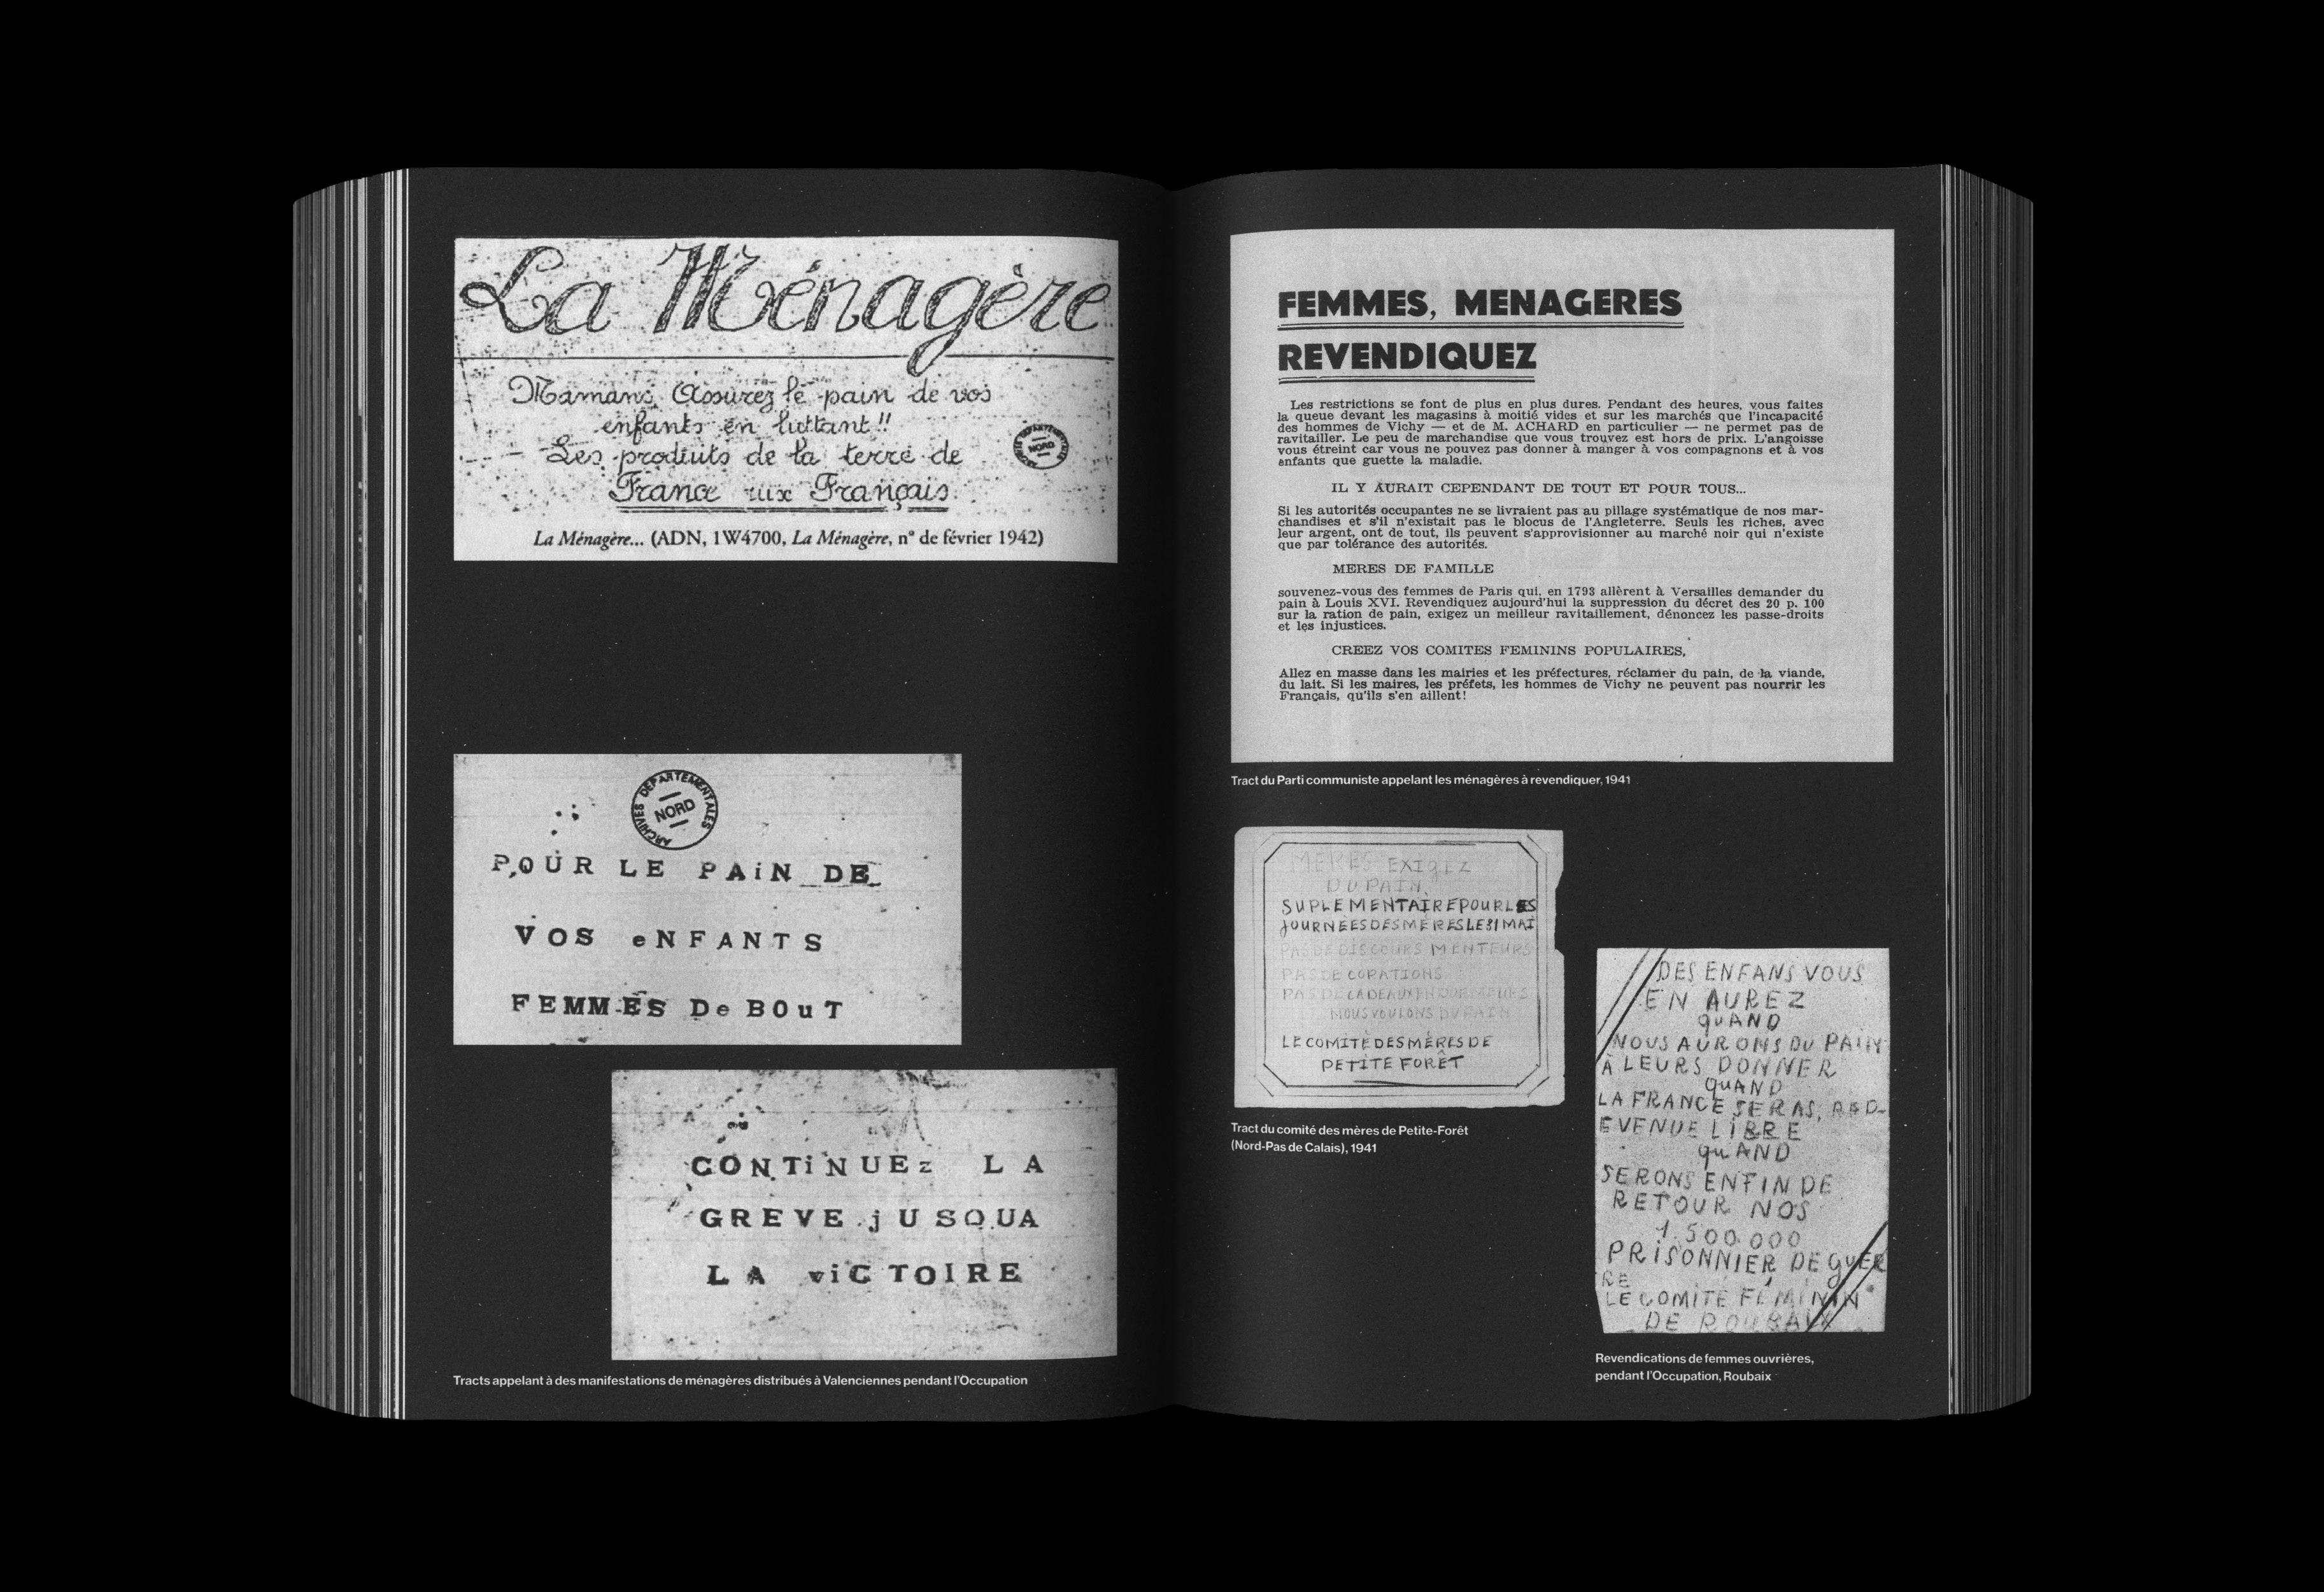 La Ménagère
Mamans, Assurez le pain de vos
enfants en luttant !!
Les produits de la terre de
France aux Français.
ARCHIVES DEPARTEMENTALES
NORD
La Ménagère... (ADN, 1W4700, La Ménagère, n° de février 1942)
ARCHIVES DEPARTEMENTALES
NORD
POUR LE PAiN DE
VOS eNFANTS
FEMMES De BOuT
CONTiNUEz LA
GREVE jUSQUA
LA viCTOIRE
Tracts appelant à des manifestations de ménagères distribués à Valenciennes pendant l'Occupation
FEMMES, MENAGERES
REVENDIQUEZ
Les restrictions se font de plus en plus dures. Pendant des heures, vous faites
la queue devant les magasins à moitié vides et sur les marchés que l'incapacité
des hommes de Vichy — et de M. ACHARD en particulier — ne permet pas de
ravitailler. Le peu de marchandise que vous trouvez est hors de prix. L'angoisse
vous étreint car vous ne pouvez pas donner à manger à vos compagnons et à vos
enfants que guette la maladie.
IL Y AURAIT CEPENDANT DE TOUT ET POUR TOUS...
Si les autorités occupantes ne se livraient pas au pillage systématique de nos mar-
chandises et s'il n'existait pas le blocus de l'Angleterre. Seuls les riches, avec
leur argent, ont de tout, ils peuvent s'approvisionner au marché noir qui n'existe
que par tolérance des autorités.
MERES DE FAMILLE
souvenez-vous des femmes de Paris qui, en 1793 allèrent à Versailles demander du
pain à Louis XVI. Revendiquez aujourd'hui la suppression du décret des 20 p. 100
sur la ration de pain, exigez un meilleur ravitaillement, dénoncez les passe-droits
et les injustices.
CREEZ VOS COMITES FEMININS POPULAIRES,
Allez en masse dans les mairies et les préfectures, réclamer du pain, de la viande,
du lait. Si les maires, les préfets, les hommes de Vichy ne peuvent pas nourrir les
Français, qu'ils s'en aillent!
Tract du Parti communiste appelant les ménagères à revendiquer, 1941
MERES EXIgEZ
DU PAIN
SUPLEMENTAIRE POUR LES
JOURNÉES DES MÈRES LE 31 MAI
PAS DE DISCOURS MENTEURS
PAS DE CORATIONS
PAS DE CADEAUX
NOUS VOULONS DU PAIN
LE COMITÉ DES MÈRES DE
PETITE FORÊT
Tract du comité des mères de Petite-Forêt
(Nord-Pas de Calais), 1941
DES ENFANS VOUS
EN AUREZ
quAND
NOUS AURONS DU PAIN
À LEURS DONNER
quAND
LA FRANCE SERAS,
EVENUE LiBRE
quAND
SERONS ENFIN DE
RETOUR NOS
1.500.000
PRiSONNIER DE gUER
RE
LE COMITÉ FÉMININ
DE ROUBAIX
Revendications de femmes ouvrières,
pendant l'Occupation, Roubaix